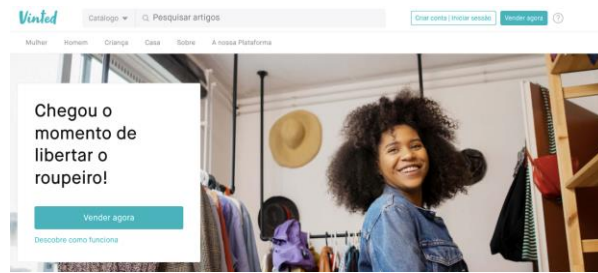 Vinted
Catálogo
Pesquisar artigos
Criar conta | Iniciar sessão
Vender agora
?
Mulher
Homem
Criança
Casa
Sobre
A nossa Plataforma
Chegou o
momento de
libertar o
roupeiro!
Vender agora
Descobre como funciona